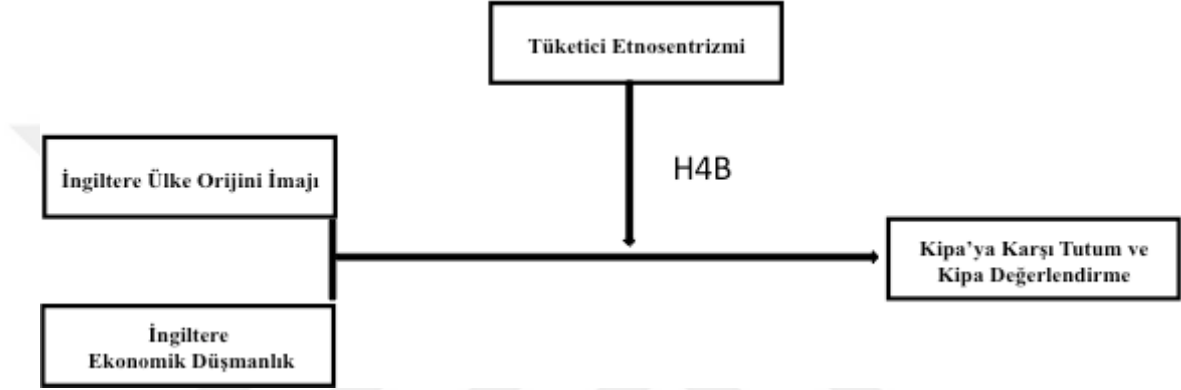 Tüketici Etnosentrizmi
H4B
İngiltere Ülke Orijini İmajı
Kipa'ya Karşı Tutum ve
Kipa Değerlendirme
İngiltere
Ekonomik Düşmanlık